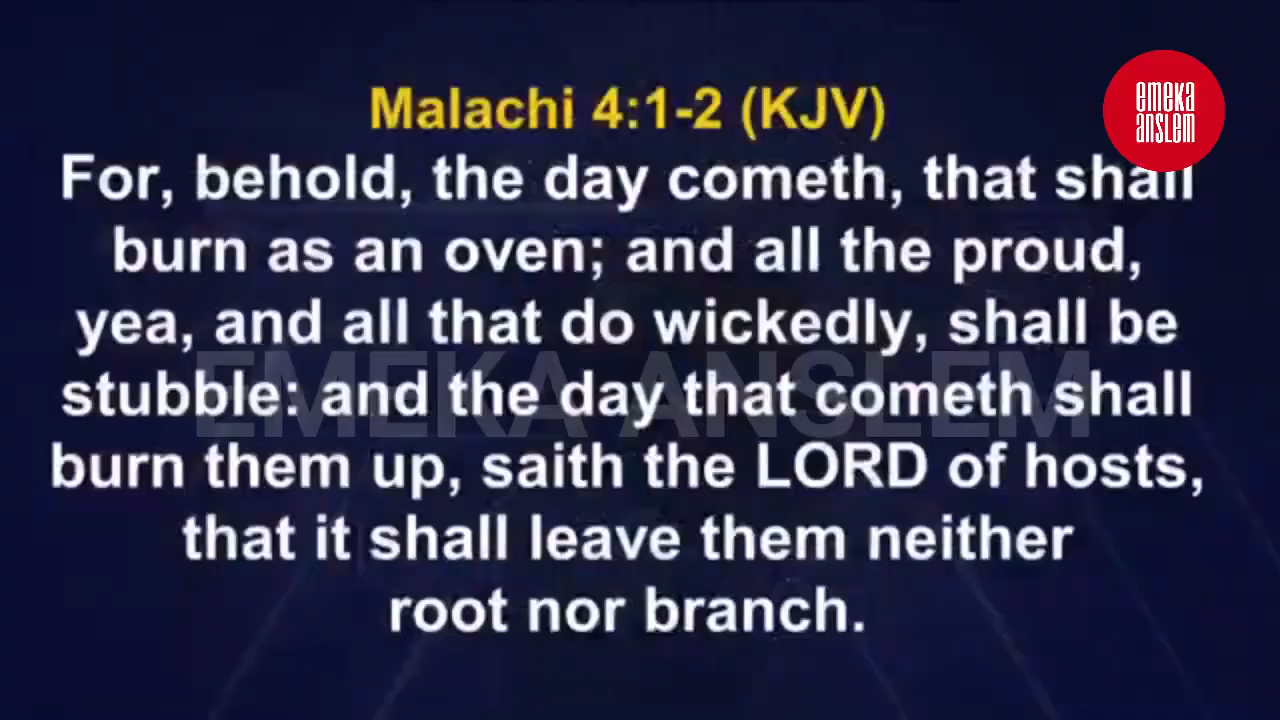 Malachi 4:1-2 (KJV)
emeka
anslem
For, behold, the day cometh, that shall
burn as an oven; and all the proud,
yea, and all that do wickedly, shall be
EMEKA ANSLEM
stubble: and the day that cometh shall
burn them up, saith the LORD of hosts,
that it shall leave them neither
root nor branch.